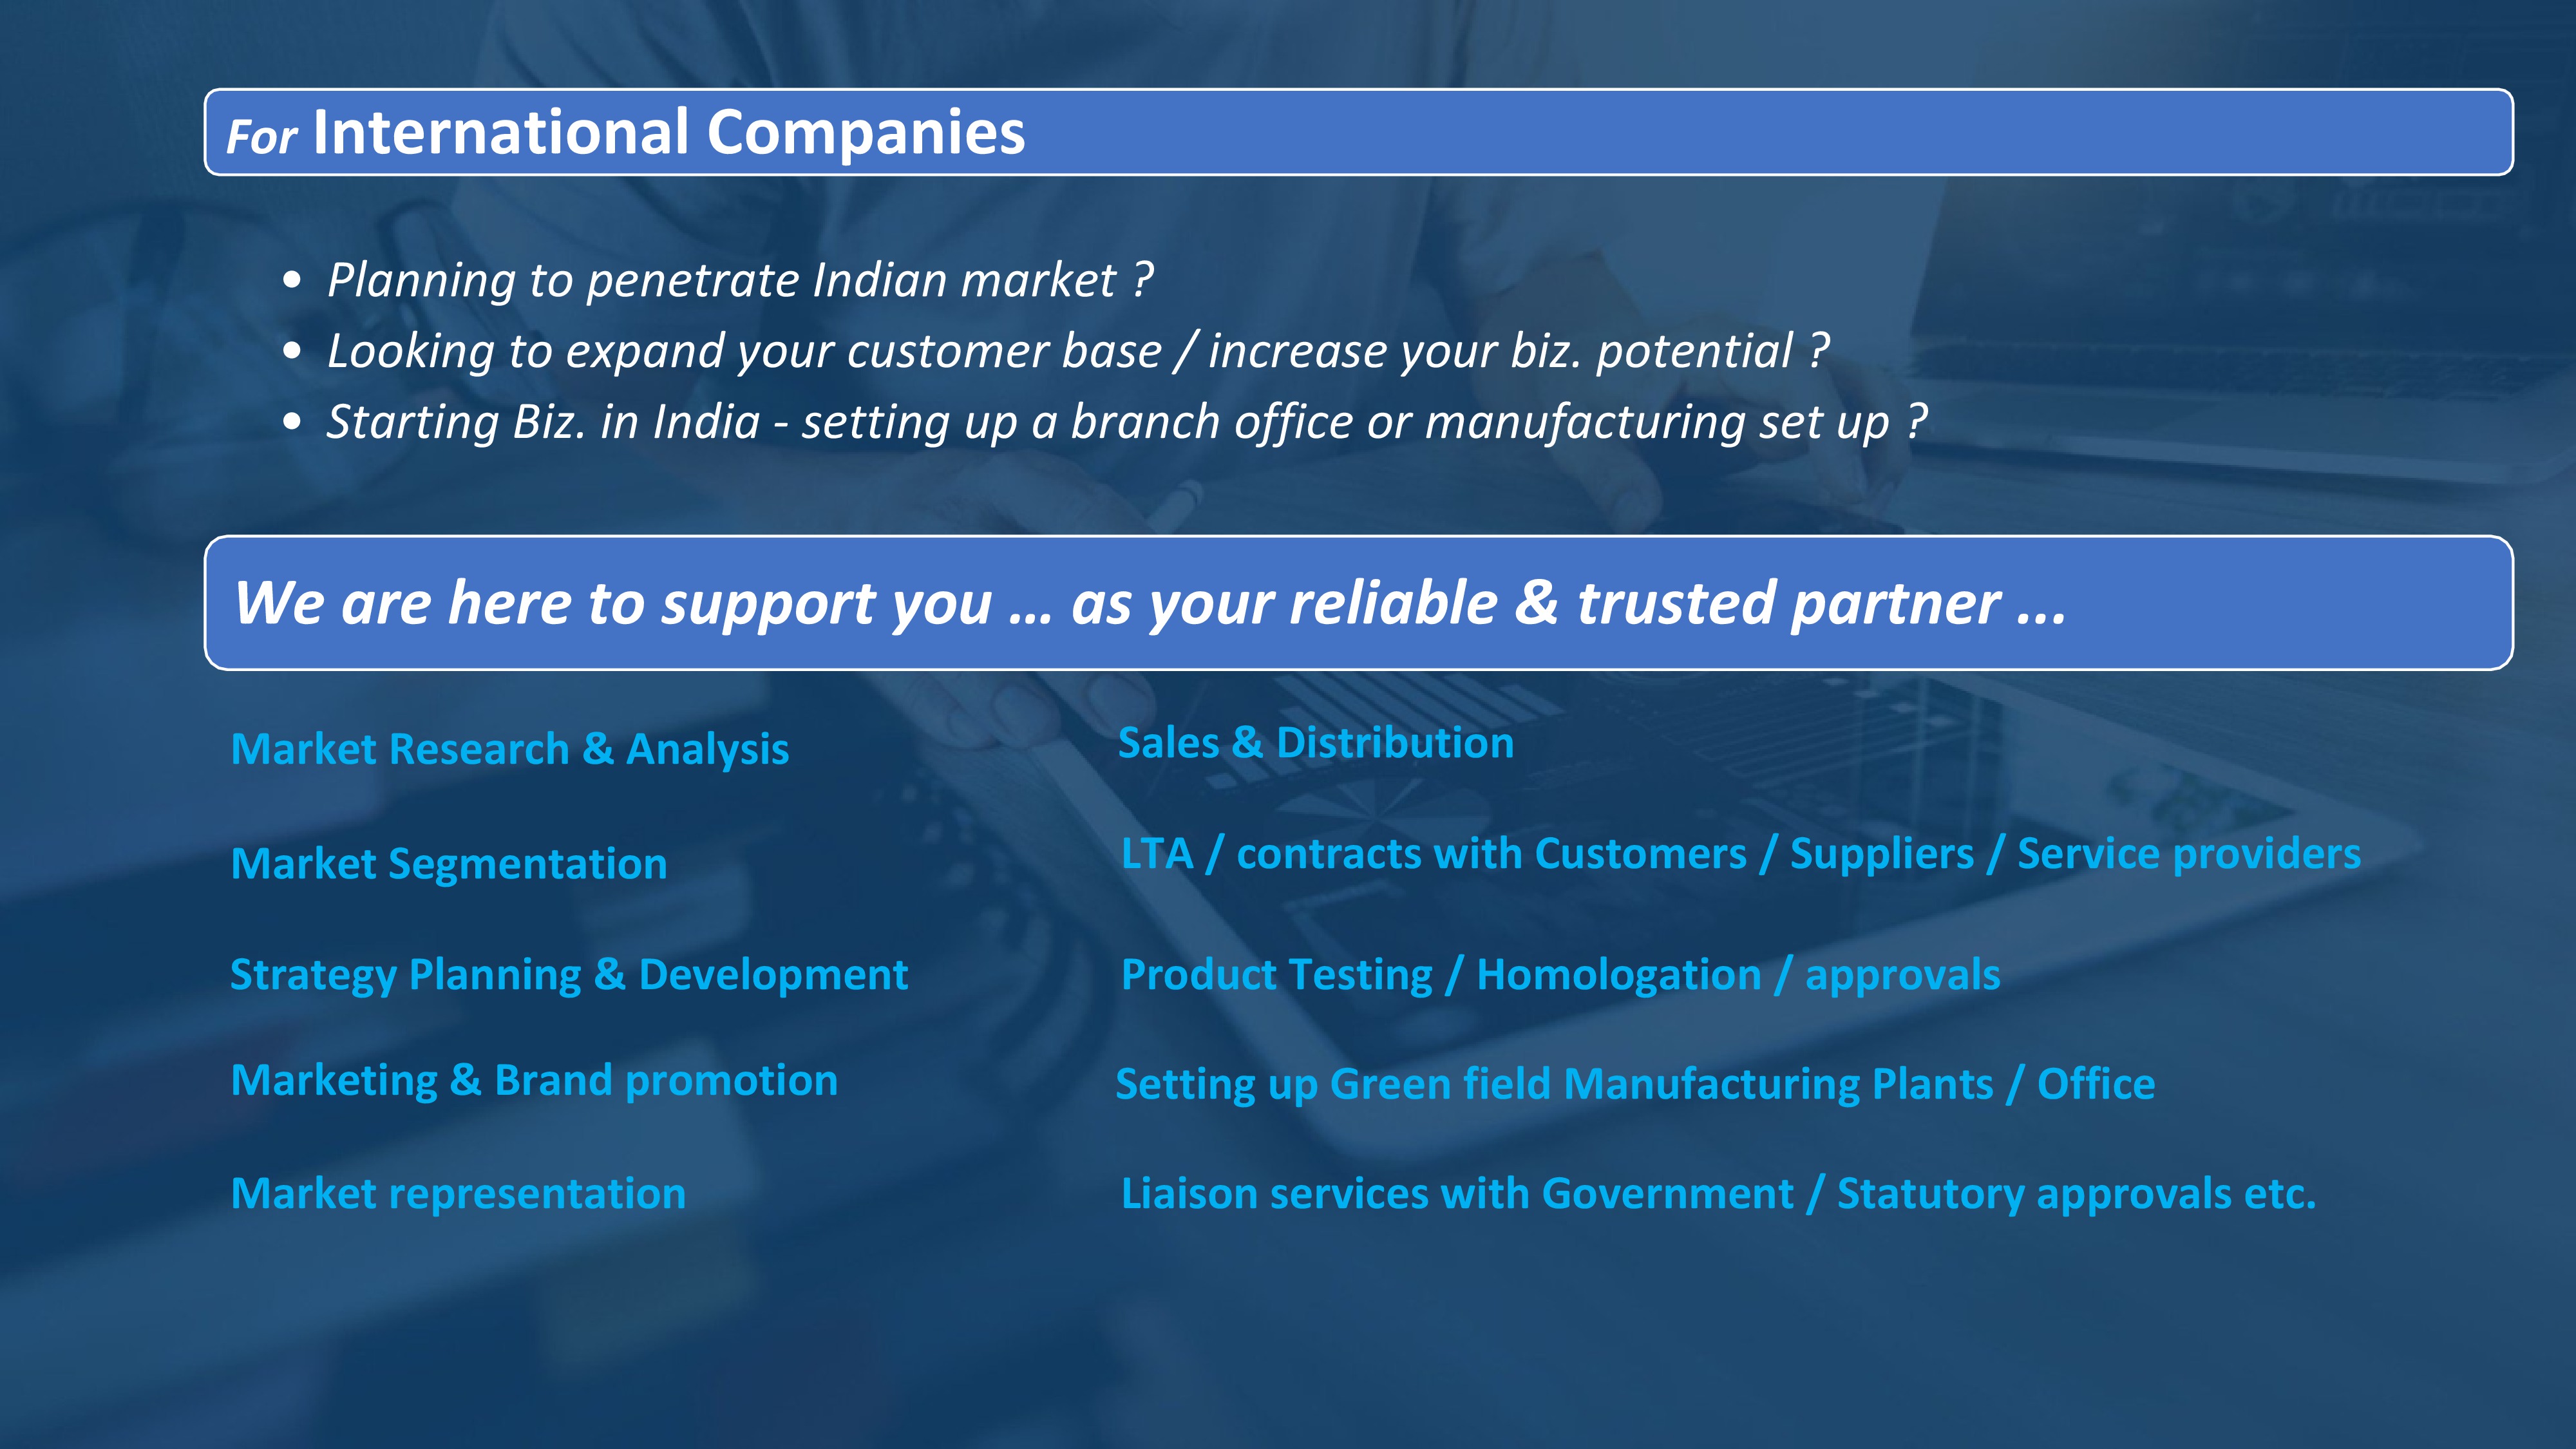 For International Companies
• Planning to penetrate Indian market ?
• Looking to expand your customer base / increase your biz. potential ?
• Starting Biz. in India - setting up a branch office or manufacturing set up ?
We are here to support you ... as your reliable & trusted partner ...
Market Research & Analysis
Market Segmentation
Strategy Planning & Development
Marketing & Brand promotion
Market representation
Sales & Distribution
LTA / contracts with Customers / Suppliers / Service providers
Product Testing / Homologation / approvals
Setting up Green field Manufacturing Plants / Office
Liaison services with Government / Statutory approvals etc.